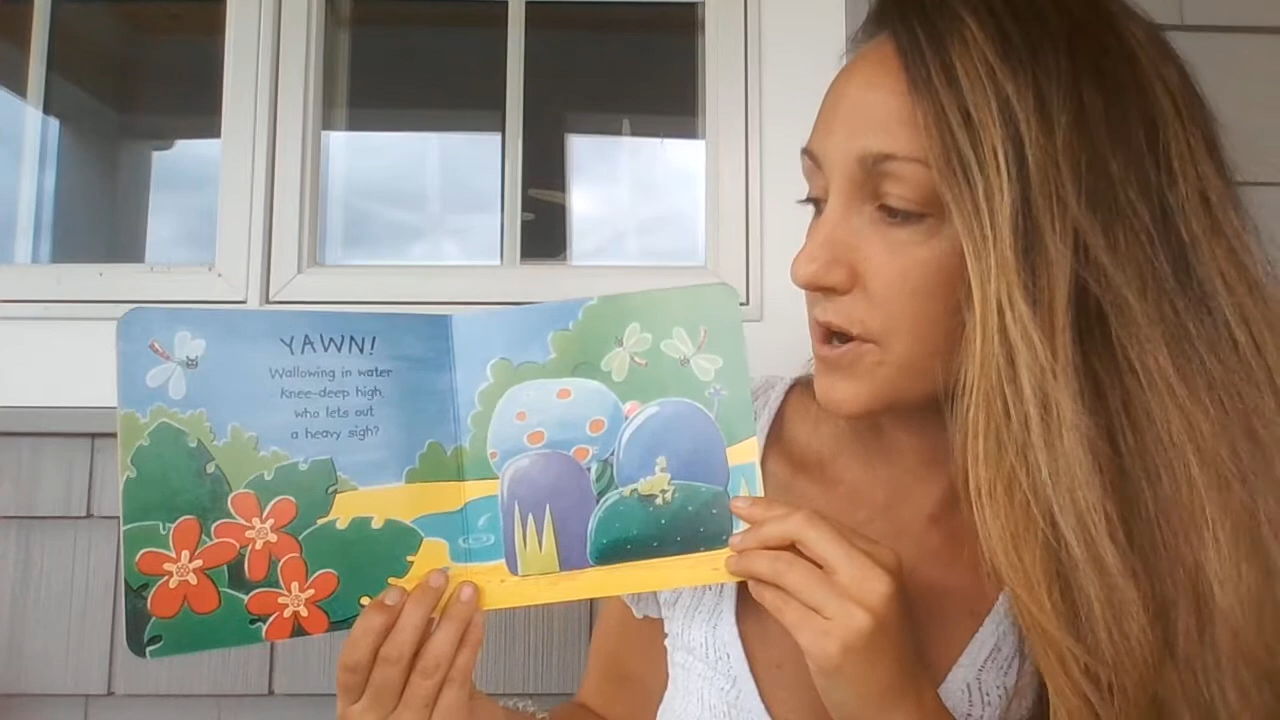 YAWN!
Wallowing in water
knee-deep high,
who lets out
a heavy sigh?